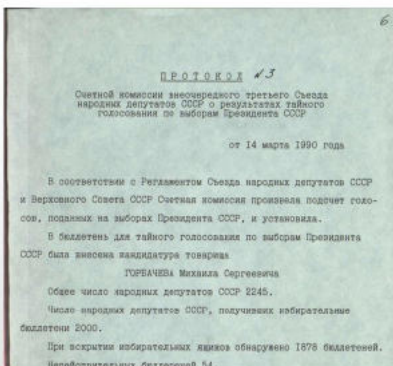 6
ПРОТОКОЛ №3
Счетной комиссии внеочередного третьего Съезда
народных депутатов СССР о результатах тайного
голосования по выборам Президента СССР
от 14 марта 1990 года
В соответствии с Регламентом Съезда народных депутатов СССР
и Верховного Совета СССР Счетная комиссия произвела подсчет голо-
сов, поданных на выборах Президента СССР, и установила.
В бюллетень для тайного голосования по выборам Президента
СССР была внесена кандидатура товарища
ГОРБАЧЕВА Михаила Сергеевича
Общее число народных депутатов СССР 2245.
Число народных депутатов СССР, получивших избирательные
бюллетени 2000.
При вскрытии избирательных ящиков обнаружено 1878 бюллетеней.
Недействительных бюллетеней 54